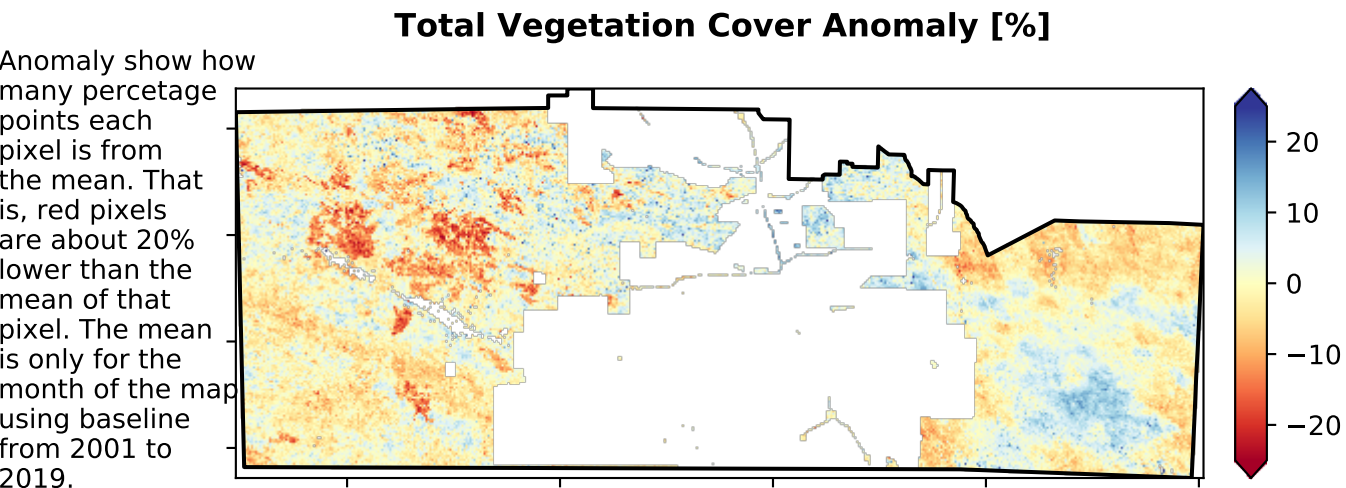 Total Vegetation Cover Anomaly [%]
Anomaly show how
many percetage
points each
pixel is from
the mean. That
is, red pixels
are about 20%
lower than the
mean of that
pixel. The mean
is only for the
month of the map
using baseline
from 2001 to
2019.
20
10
0
−10
−20